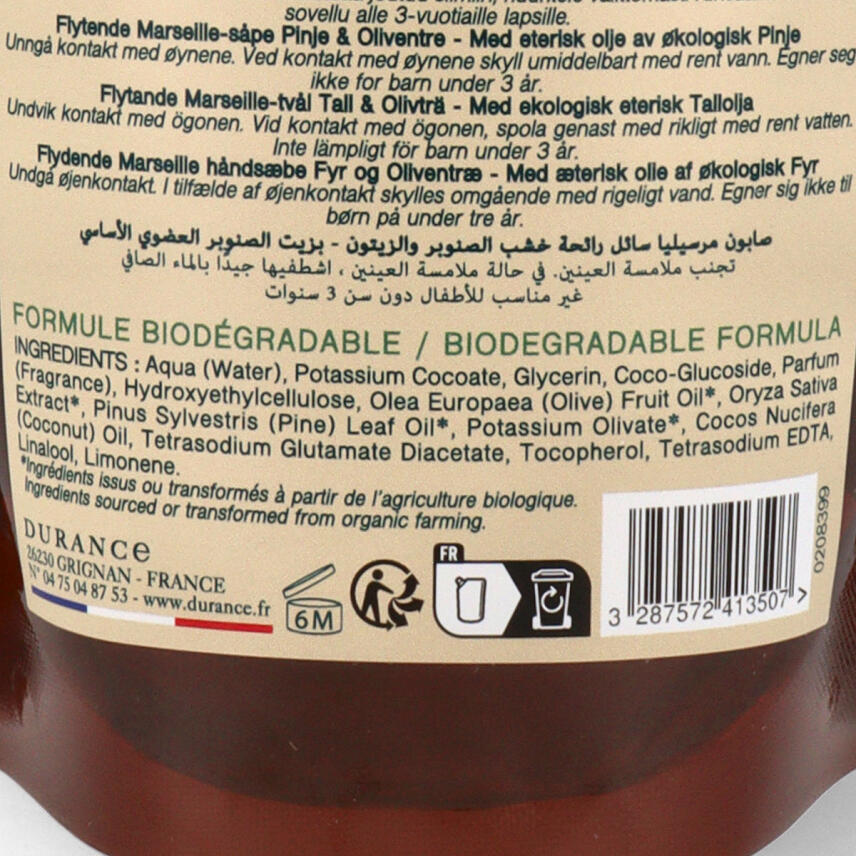 sovellu alle 3-vuotiaille lapsille.
Flytende Marseille-såpe Pinje & Oliventre - Med eterisk olje av økologisk Pinje
Unngå kontakt med øynene. Ved kontakt med øynene skyll umiddelbart med rent vann. Egner seg
ikke for barn under 3 år.
Flytande Marseille-tvål Tall & Olivträ - Med ekologisk eterisk Tallolja
Undvik kontakt med ögonen. Vid kontakt med ögonen, spola genast med rikligt med rent vatten.
Inte lämpligt för barn under 3 år.
Flydende Marseille håndsæbe Fyr og Oliventræ - Med æterisk olie af økologisk Fyr
Undgå øjenkontakt. I tilfælde af øjenkontakt skylles omgående med rigeligt vand. Egner sig ikke til
børn på under tre år.
صابون مرسيليا سائل رائحة خشب الصنوبر والزيتون - بزيت الصنوبر العضوي الأساسي
تجنب ملامسة العينين. في حالة ملامسة العينين ، اشطفيها جيدًا بالماء الصافي
غير مناسب للأطفال دون سن 3 سنوات
FORMULE BIODÉGRADABLE / BIODEGRADABLE FORMULA
INGREDIENTS : Aqua (Water), Potassium Cocoate, Glycerin, Coco-Glucoside, Parfum
(Fragrance), Hydroxyethylcellulose, Olea Europaea (Olive) Fruit Oil*, Oryza Sativa
Extract*, Pinus Sylvestris (Pine) Leaf Oil*, Potassium Olivate*, Cocos Nucifera
(Coconut) Oil, Tetrasodium Glutamate Diacetate, Tocopherol, Tetrasodium EDTA,
Linalool, Limonene.
*Ingrédients issus ou transformés à partir de l'agriculture biologique.
Ingredients sourced or transformed from organic farming.
DURANCe
26230 GRIGNAN - FRANCE
N° 04 75 04 87 53 - www.durance.fr
6M
FR
3 287572 413507 >
0208399